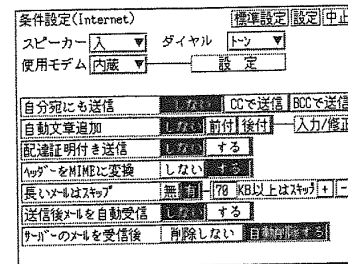 条件設定(Internet) 標準設定 設定 中止
スピーカー 入 ▼ ダイヤル トーン ▼
使用モデム 内蔵 ▼ 設 定
自分宛にも送信 しない CCで送信 BCCで送信
自動文章追加 しない 前付 後付 入力/修正
配達証明付き送信 しない する
ヘッダーをMIMEに変換 しない する
長いメールはスキップ 無 有 - 70 KB以上はスキップ + -
送信後メールを自動受信 しない する
サーバーのメールを受信後 削除しない 自動削除する